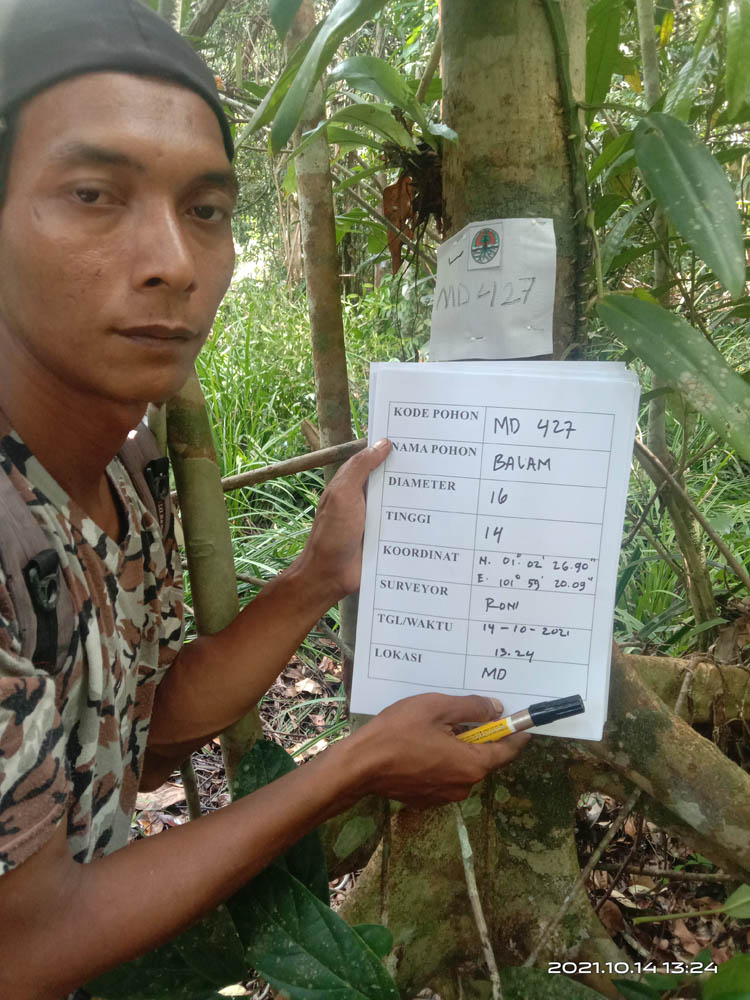 MD 427
KODE POHON MD 427
NAMA POHON BALAM
DIAMETER 16
TINGGI 14
KOORDINAT N. 01° 02' 26.90"
E. 101° 59' 20.09"
SURVEYOR RONI
TGL/WAKTU 14-10-2021
13.24
LOKASI MD
2021.10.14 13:24